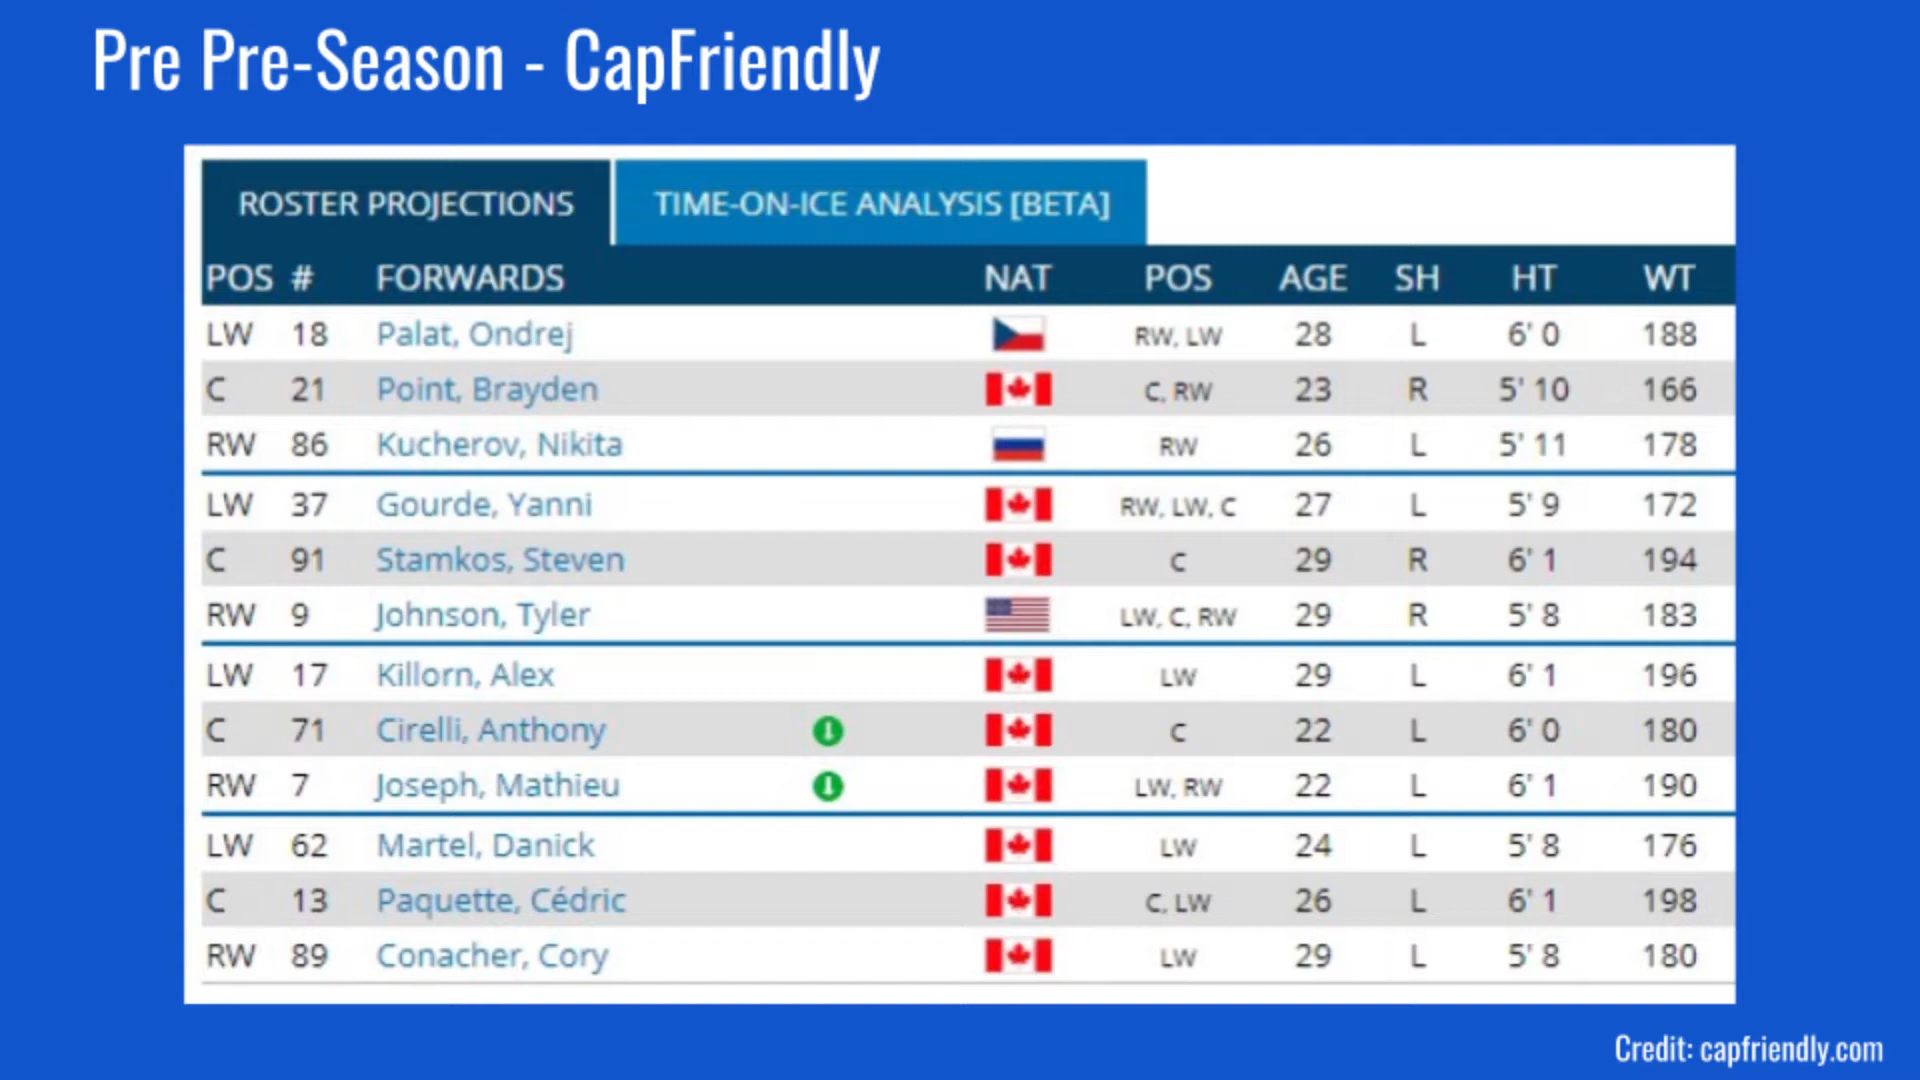 Pre Pre-Season - CapFriendly
ROSTER PROJECTIONS TIME-ON-ICE ANALYSIS [BETA]
POS # FORWARDS NAT POS AGE SH HT WT
LW 18 Palat, Ondrej RW, LW 28 L 6' 0 188
C 21 Point, Brayden C, RW 23 R 5' 10 166
RW 86 Kucherov, Nikita RW 26 L 5' 11 178
LW 37 Gourde, Yanni RW, LW, C 27 L 5' 9 172
C 91 Stamkos, Steven C 29 R 6' 1 194
RW 9 Johnson, Tyler LW, C, RW 29 R 5' 8 183
LW 17 Killorn, Alex LW 29 L 6' 1 196
C 71 Cirelli, Anthony C 22 L 6' 0 180
RW 7 Joseph, Mathieu LW, RW 22 L 6' 1 190
LW 62 Martel, Danick LW 24 L 5' 8 176
C 13 Paquette, Cédric C, LW 26 L 6' 1 198
RW 89 Conacher, Cory LW 29 L 5' 8 180
Credit: capfriendly.com